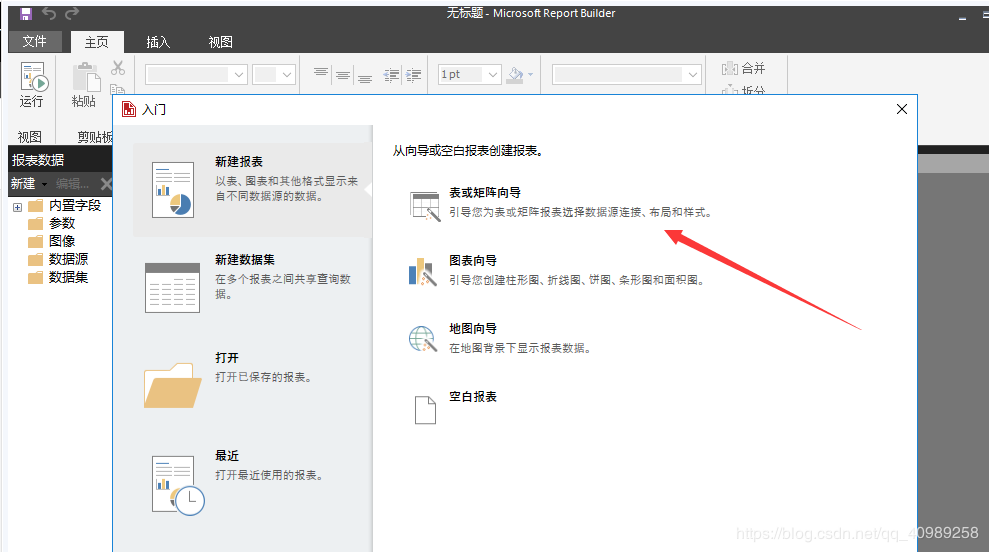 无标题 - Microsoft Report Builder
文件 主页 插入 视图
1 pt
合并
拆分
运行 粘贴
视图 剪贴板
入门
报表数据
新建 编辑...
内置字段
参数
图像
数据源
数据集
新建报表
以表、图表和其他格式显示来
自不同数据源的数据。
新建数据集
在多个报表之间共享查询数
据。
打开
打开已保存的报表。
最近
打开最近使用的报表。
从向导或空白报表创建报表。
表或矩阵向导
引导您为表或矩阵报表选择数据源连接、布局和样式。
图表向导
引导您创建柱形图、折线图、饼图、条形图和面积图。
地图向导
在地图背景下显示报表数据。
空白报表
https://blog.csdn.net/qq_40989258